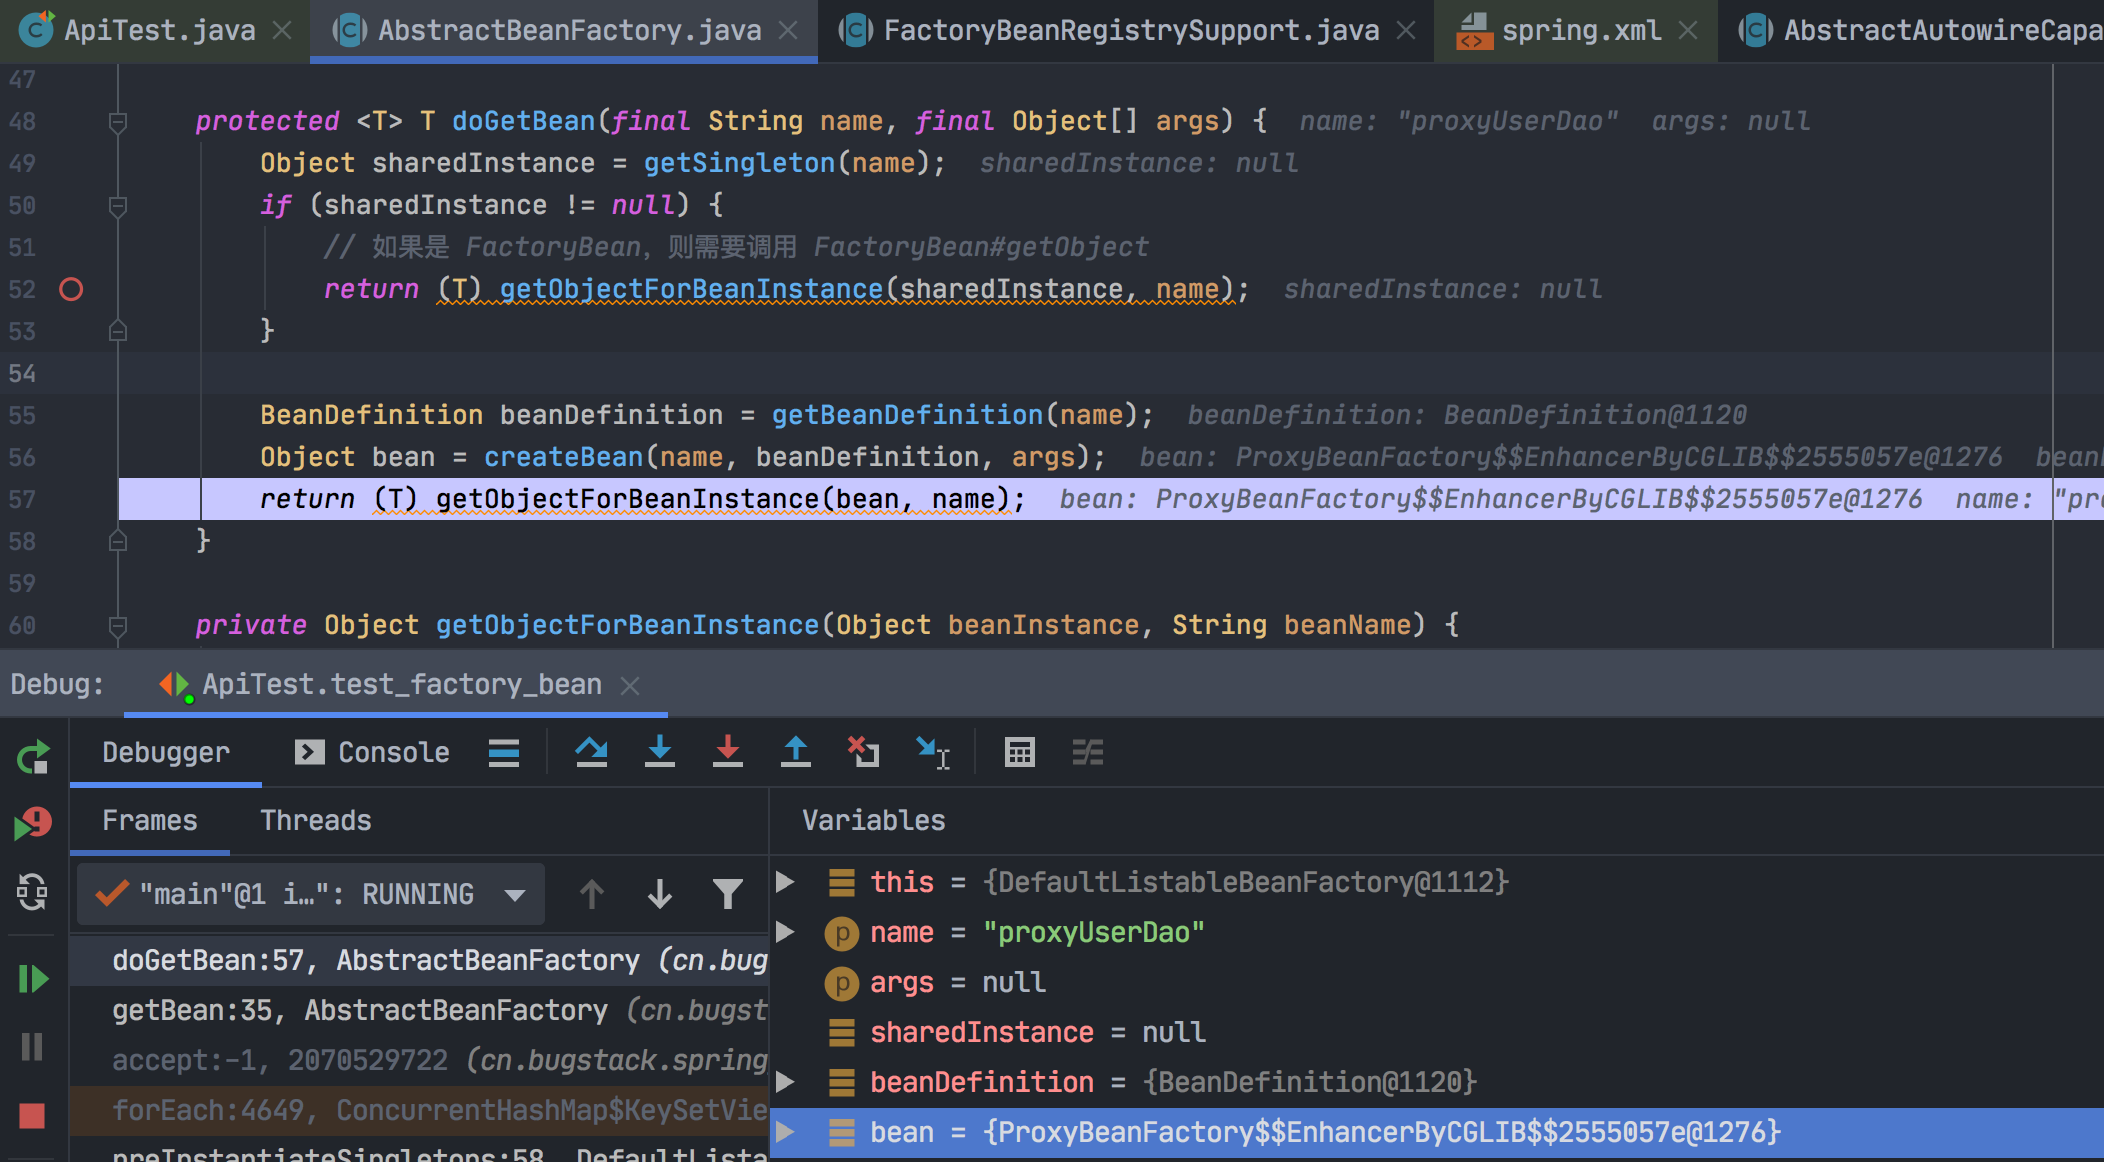 ApiTest.java AbstractBeanFactory.java FactoryBeanRegistrySupport.java spring.xml AbstractAutowireCapa
47
48 protected <T> T doGetBean(final String name, final Object[] args) { name: "proxyUserDao" args: null
49 Object sharedInstance = getSingleton(name); sharedInstance: null
50 if (sharedInstance != null) {
51 // 如果是 FactoryBean，则需要调用 FactoryBean#getObject
52 return (T) getObjectForBeanInstance(sharedInstance, name); sharedInstance: null
53 }
54
55 BeanDefinition beanDefinition = getBeanDefinition(name); beanDefinition: BeanDefinition@1120
56 Object bean = createBean(name, beanDefinition, args); bean: ProxyBeanFactory$$EnhancerByCGLIB$$2555057e@1276 bean
57 return (T) getObjectForBeanInstance(bean, name); bean: ProxyBeanFactory$$EnhancerByCGLIB$$2555057e@1276 name: "pr
58 }
59
60 private Object getObjectForBeanInstance(Object beanInstance, String beanName) {
Debug: ApiTest.test_factory_bean
Debugger Console
Frames Threads
"main"@1 i…": RUNNING
doGetBean:57, AbstractBeanFactory (cn.bug
getBean:35, AbstractBeanFactory (cn.bugst
accept:-1, 2070529722 (cn.bugstack.spring
forEach:4649, ConcurrentHashMap$KeySetVie
preInstantiateSingletons:58, DefaultLista
Variables
this = {DefaultListableBeanFactory@1112}
p name = "proxyUserDao"
p args = null
sharedInstance = null
beanDefinition = {BeanDefinition@1120}
bean = {ProxyBeanFactory$$EnhancerByCGLIB$$2555057e@1276}